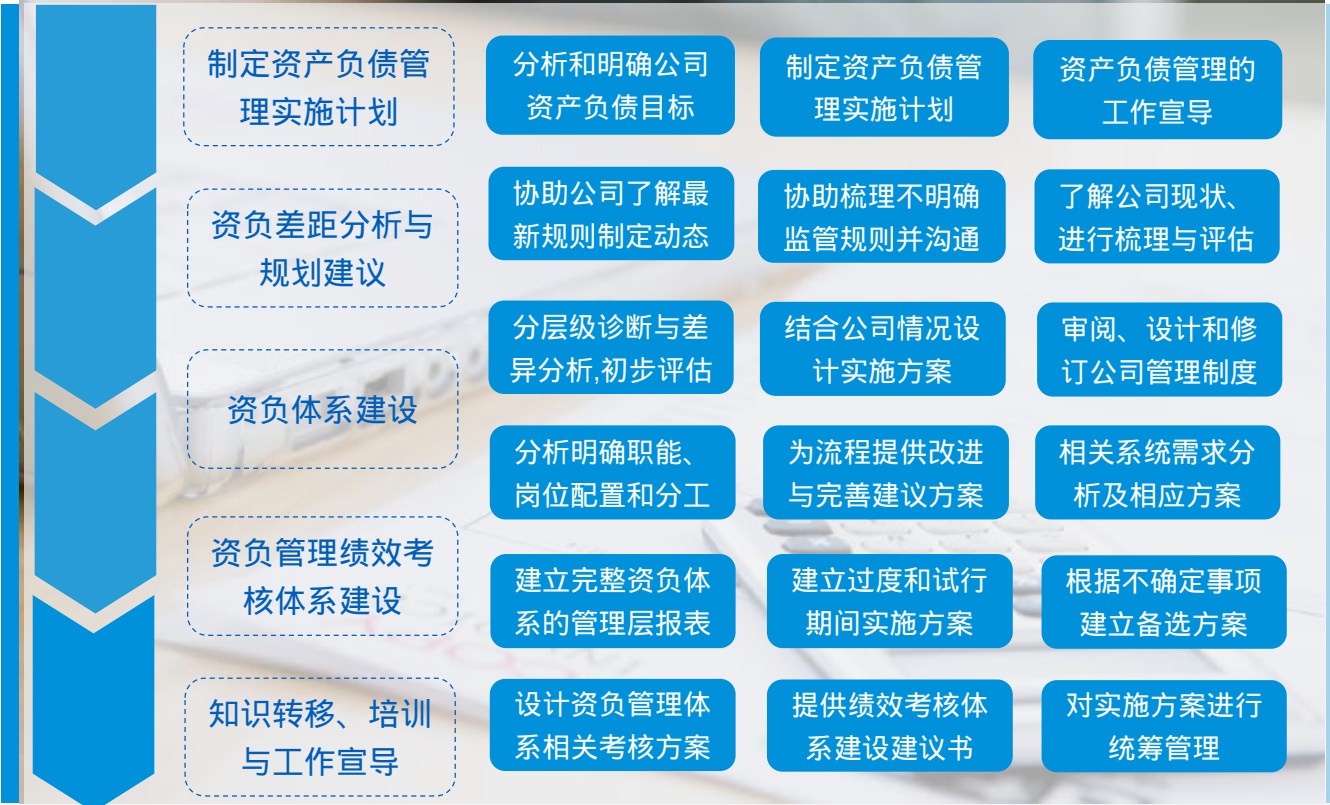 制定资产负债管
理实施计划
分析和明确公司
资产负债目标
制定资产负债管
理实施计划
资产负债管理的
工作宣导
资负差距分析与
规划建议
协助公司了解最
新规则制定动态
协助梳理不明确
监管规则并沟通
了解公司现状、
进行梳理与评估
分层级诊断与差
异分析,初步评估
结合公司情况设
计实施方案
审阅、设计和修
订公司管理制度
资负体系建设
分析明确职能、
岗位配置和分工
为流程提供改进
与完善建议方案
相关系统需求分
析及相应方案
资负管理绩效考
核体系建设
建立完整资负体
系的管理层报表
建立过度和试行
期间实施方案
根据不确定事项
建立备选方案
知识转移、培训
与工作宣导
设计资负管理体
系相关考核方案
提供绩效考核体
系建设建议书
对实施方案进行
统筹管理